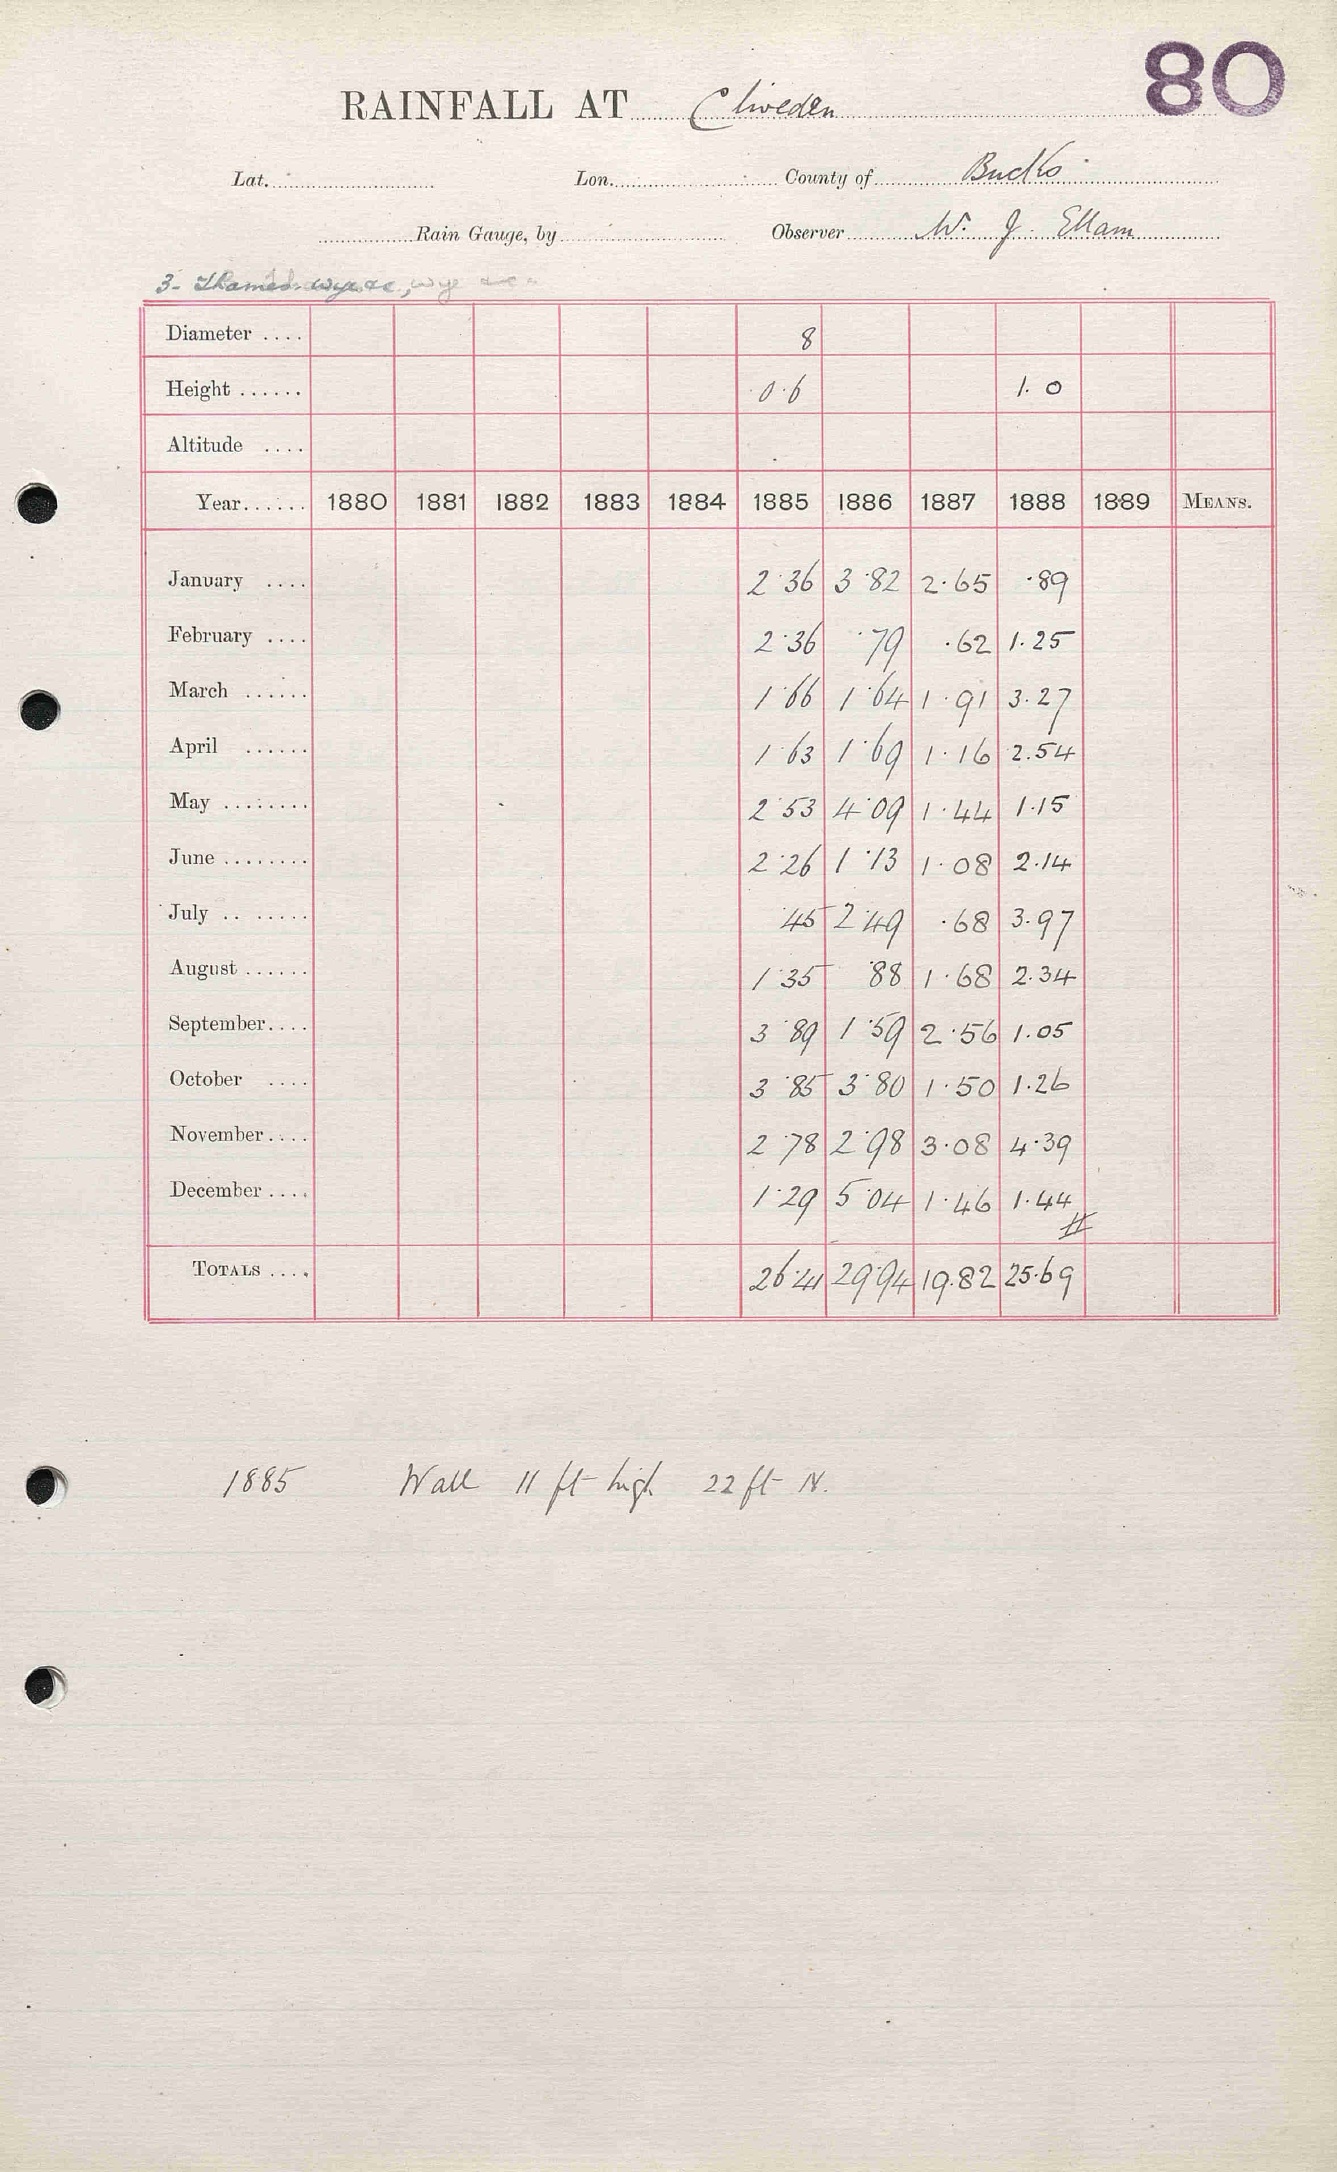 80
RAINFALL AT Cliveden
Lat. Lon. County of Bucks
Rain Gauge, by Observer W. J. Ellam
3. Thames. Wye &c, Wye &c
Diameter .... 8
Height ...... 0.6 1.0
Altitude ....
Year...... 1880 1881 1882 1883 1884 1885 1886 1887 1888 1889 MEANS.
January .... 2.36 3.82 2.65 .89
February .... 2.36 .79 .62 1.25
March ...... 1.66 1.64 1.91 3.27
April ...... 1.63 1.69 1.16 2.54
May ........ 2.53 4.09 1.44 1.15
June ........ 2.26 1.13 1.08 2.14
July .. ..... .45 2.49 .68 3.97
August ...... 1.35 .88 1.68 2.34
September.... 3.89 1.59 2.56 1.05
October .... 3.85 3.80 1.50 1.26
November.... 2.78 2.98 3.08 4.39
December.... 1.29 5.04 1.46 1.44
TOTALS .... 26.41 29.94 19.82 25.69
1885 Wall 11 ft high 22 ft N.